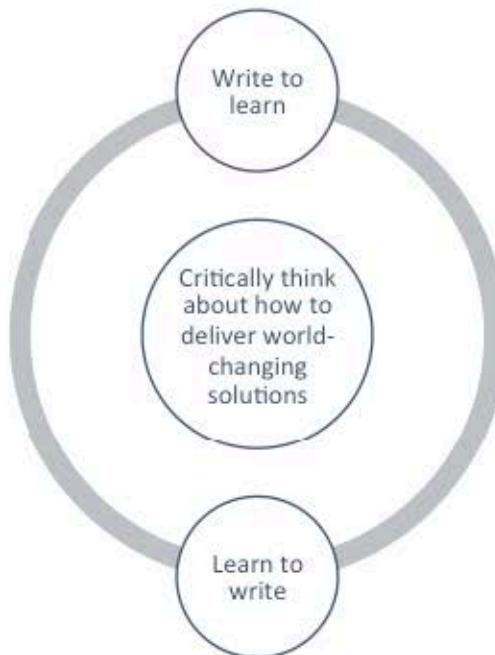 Write to
learn
Critically think
about how to
deliver world-
changing
solutions
Learn to
write